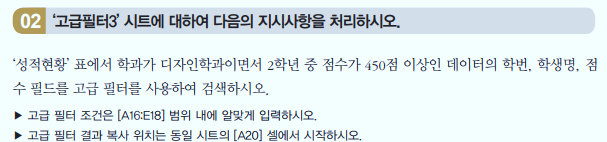 02 '고급필터3' 시트에 대하여 다음의 지시사항을 처리하시오.
'성적현황' 표에서 학과가 디자인학과이면서 2학년 중 점수가 450점 이상인 데이터의 학번, 학생명, 점
수 필드를 고급 필터를 사용하여 검색하시오.
▶ 고급 필터 조건은 [A16:E18] 범위 내에 알맞게 입력하시오.
▶ 고급 필터 결과 복사 위치는 동일 시트의 [A20] 셀에서 시작하시오.